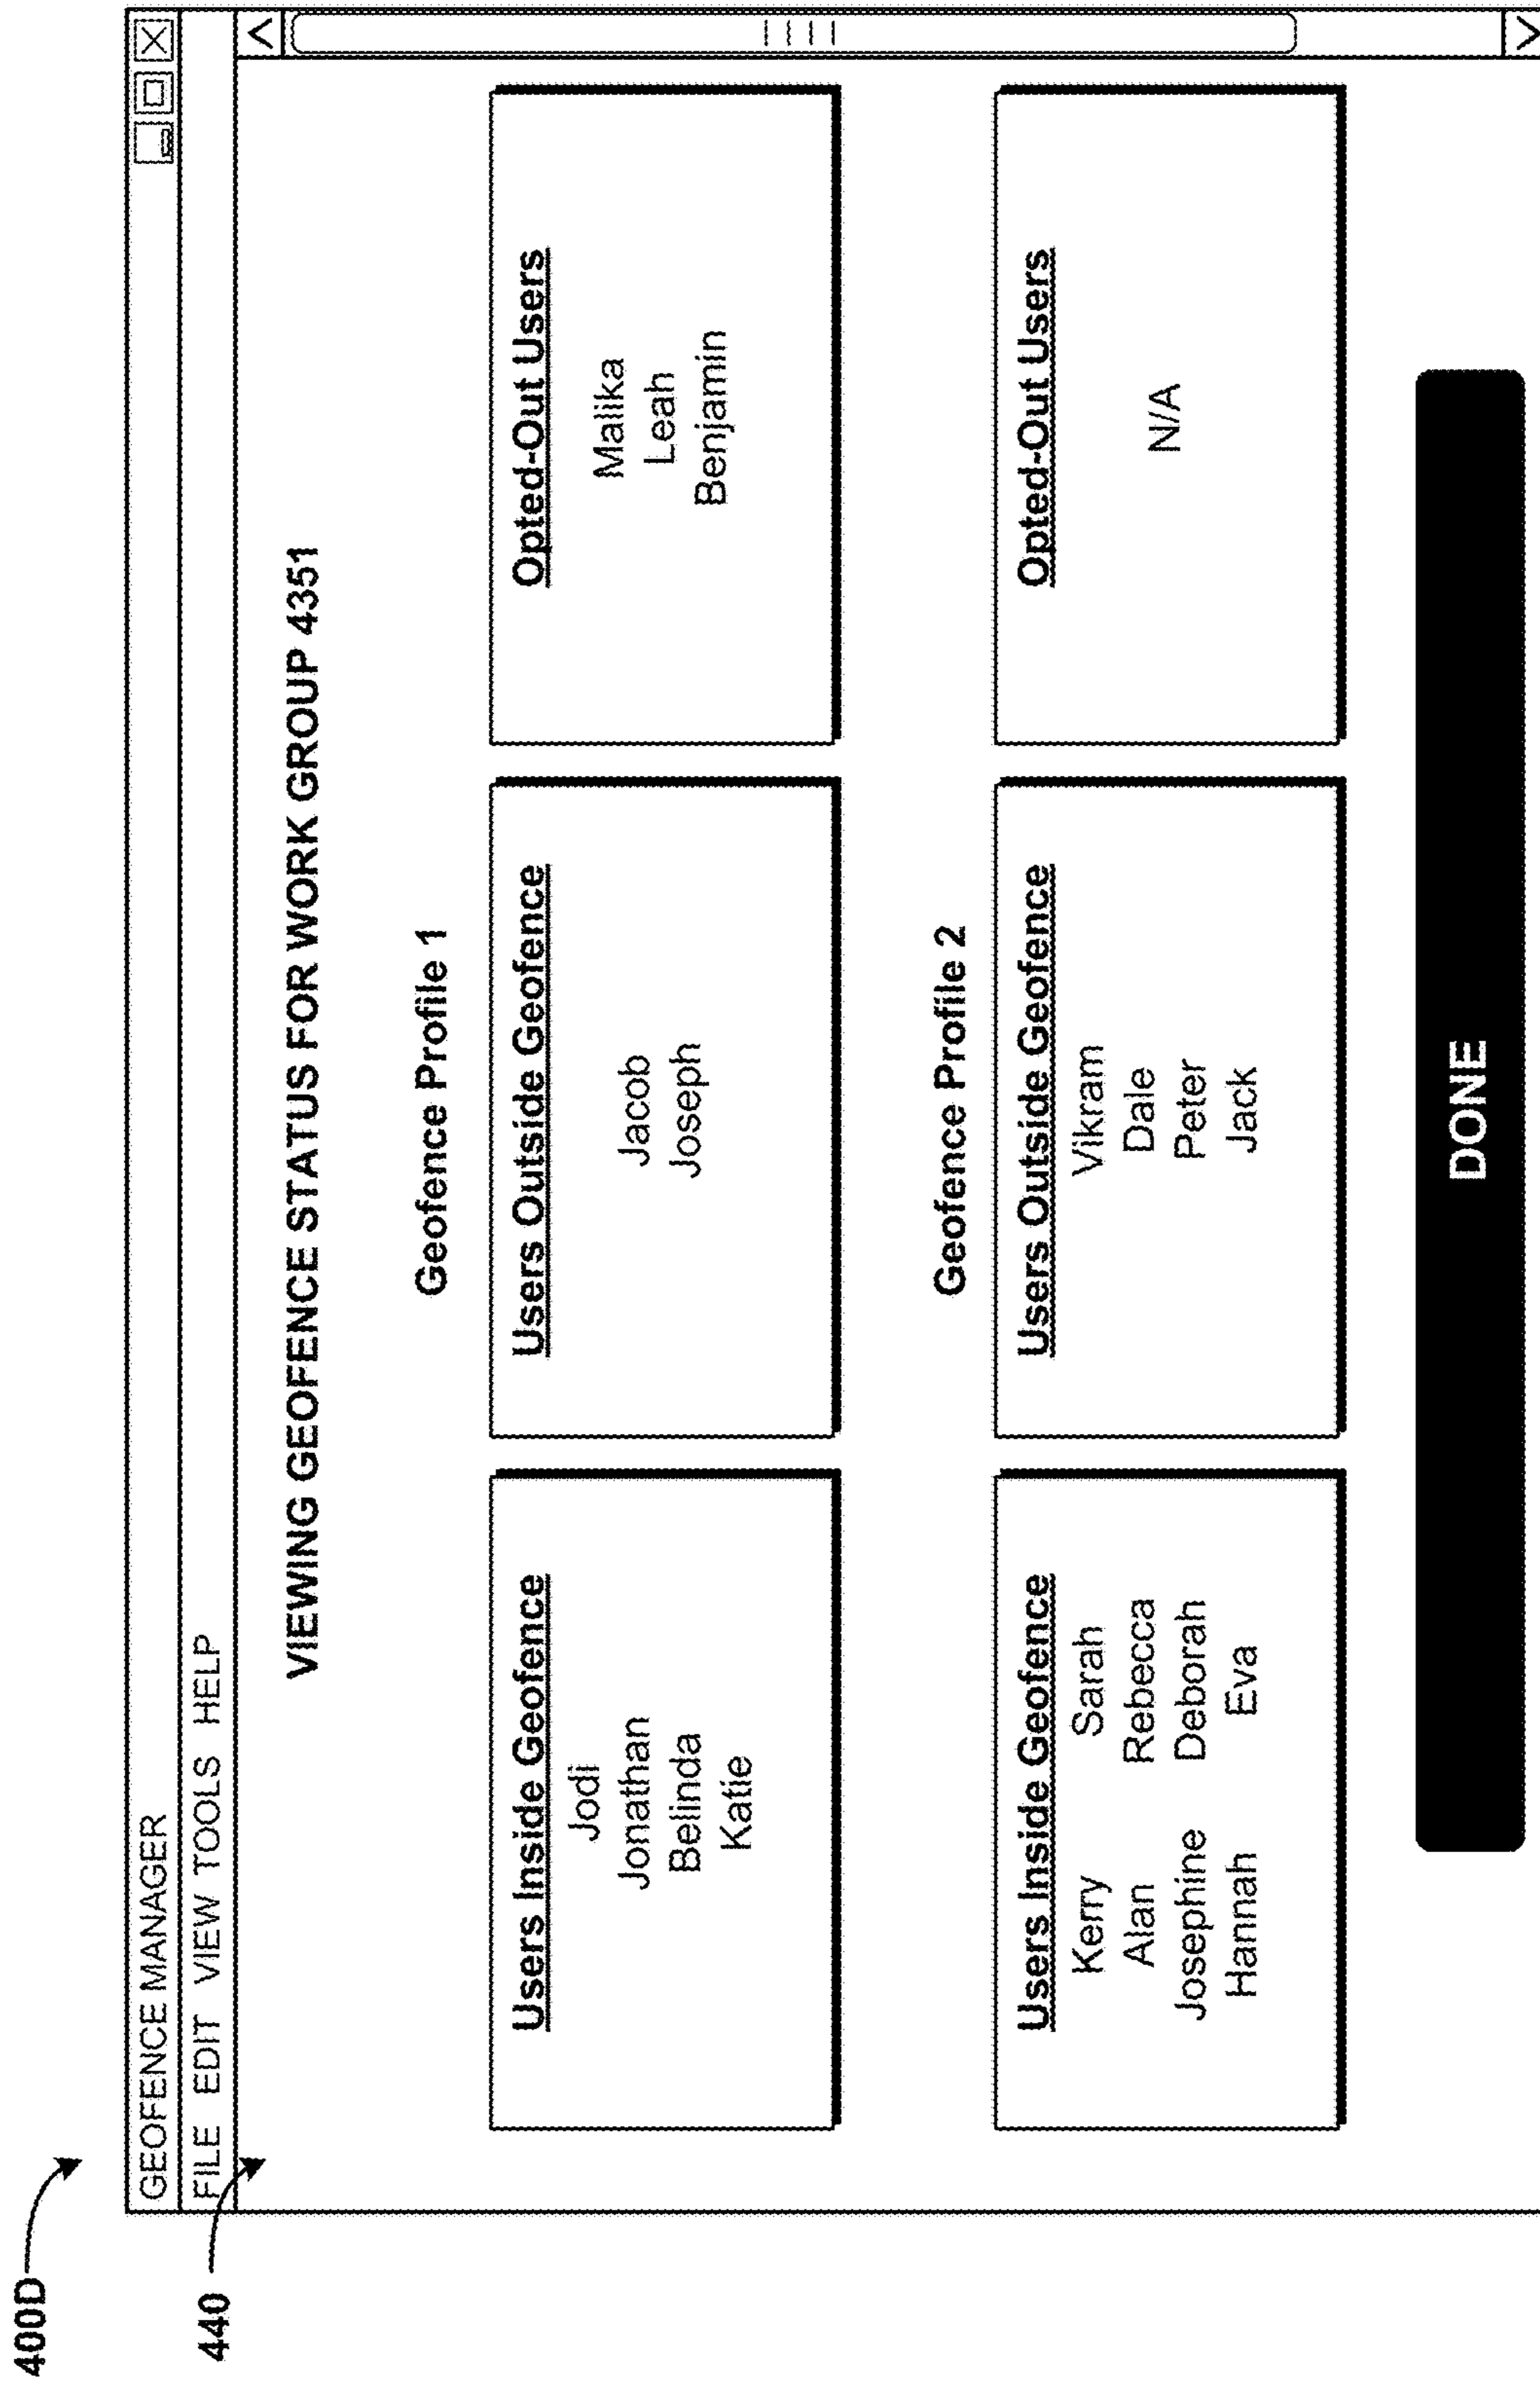 400D
GEOFENCE MANAGER
FILE EDIT VIEW TOOLS HELP
440
VIEWING GEOFENCE STATUS FOR WORK GROUP 4351
Geofence Profile 1
Users Inside Geofence
Jodi
Jonathan
Belinda
Katie
Users Outside Geofence
Jacob
Joseph
Opted-Out Users
Malika
Leah
Benjamin
Geofence Profile 2
Users Inside Geofence
Kerry Sarah
Alan Rebecca
Josephine Deborah
Hannah Eva
Users Outside Geofence
Vikram
Dale
Peter
Jack
Opted-Out Users
N/A
DONE